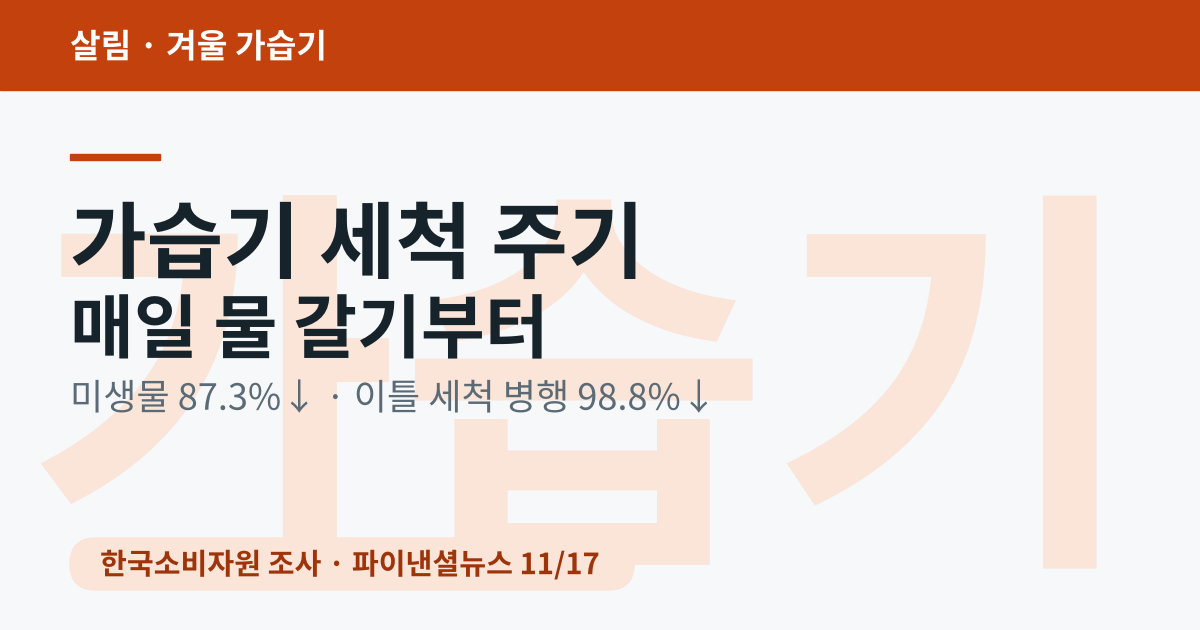 살림 · 겨울 가습기
가습기
가습기 세척 주기
매일 물 갈기부터
미생물 87.3%↓ · 이틀 세척 병행 98.8%↓
한국소비자원 조사 · 파이낸셜뉴스 11/17